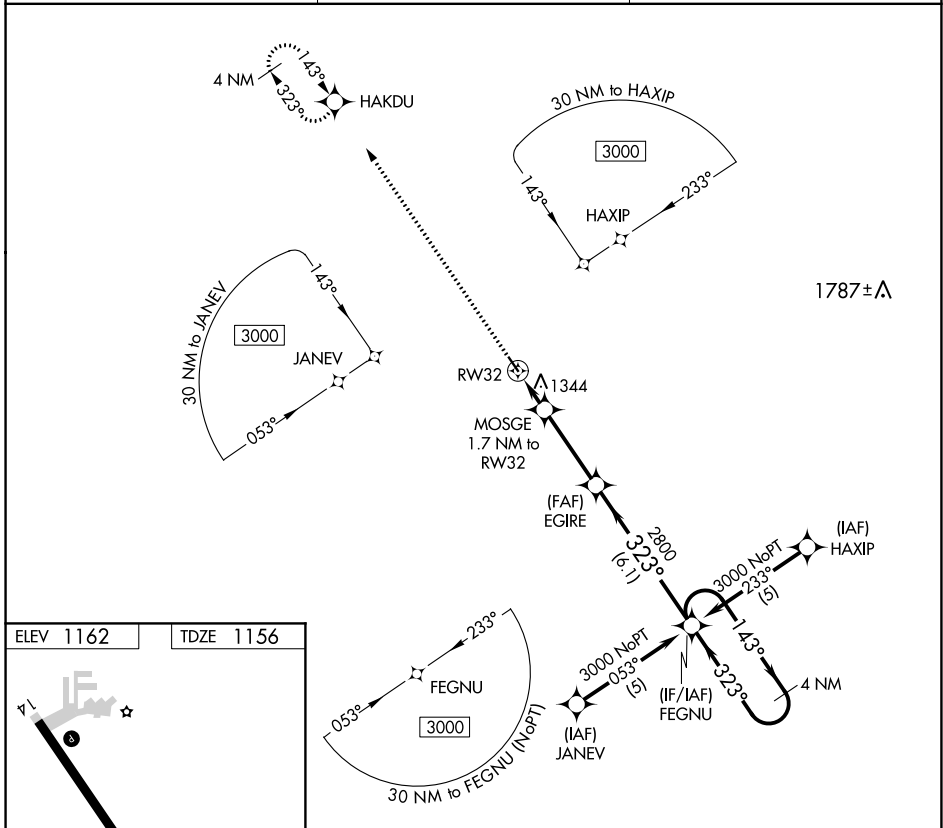 4 NM
143°
323°
HAKDU
30 NM to HAXIP
3000
143°
233°
HAXIP
1787±
30 NM to JANEV
143°
3000
JANEV
053°
RW32
1344
MOSGE
1.7 NM to
RW32
(FAF)
EGIRE
2800
323°
(6.1)
(IAF)
HAXIP
3000 NoPT
233°
(5)
143°
323°
4 NM
3000 NoPT
053°
(5)
(IF/IAF)
FEGNU
(IAF)
JANEV
233°
FEGNU
053°
3000
30 NM to FEGNU (NoPT)
ELEV 1162
TDZE 1156
14
P